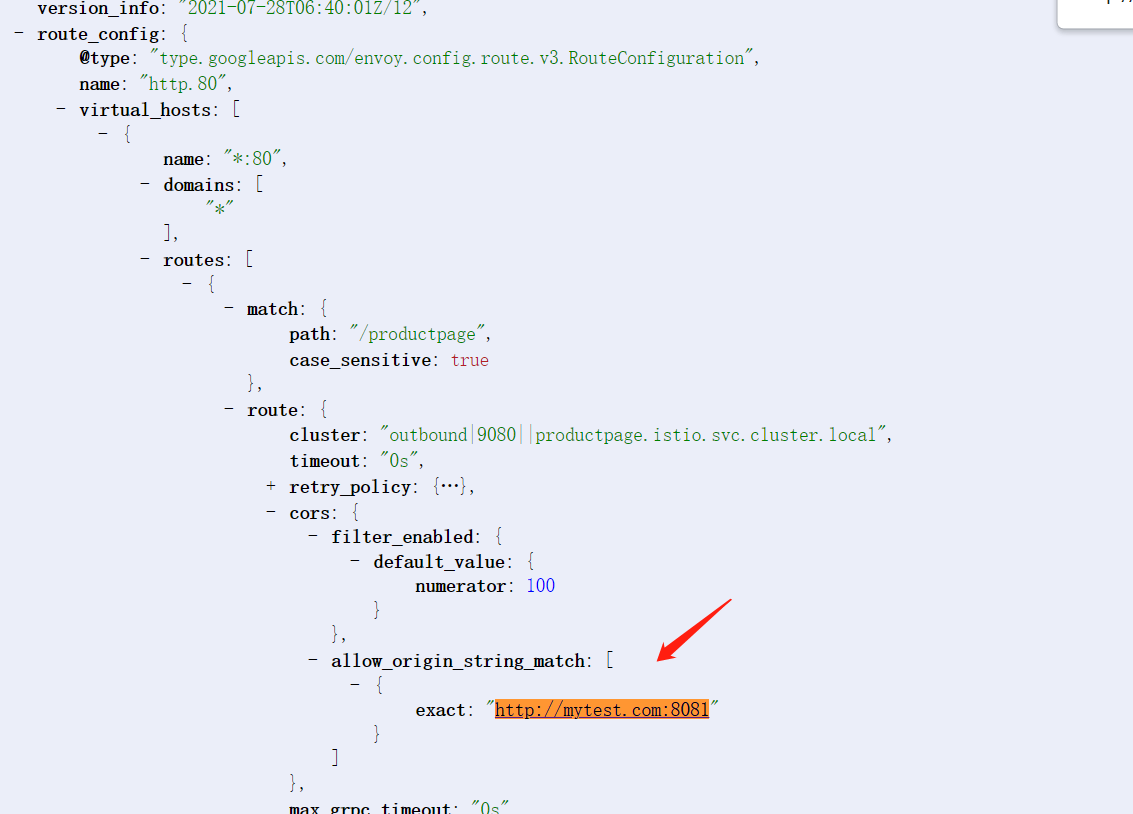 version_info: "2021-07-28T06:40:01Z/12",
- route_config: {
@type: "type.googleapis.com/envoy.config.route.v3.RouteConfiguration",
name: "http.80",
- virtual_hosts: [
- {
name: "*:80",
- domains: [
"*"
],
- routes: [
- {
- match: {
path: "/productpage",
case_sensitive: true
},
- route: {
cluster: "outbound|9080||productpage.istio.svc.cluster.local",
timeout: "0s",
+ retry_policy: {…},
- cors: {
- filter_enabled: {
- default_value: {
numerator: 100
}
},
- allow_origin_string_match: [
- {
exact: "http://mytest.com:8081"
}
]
},
max_grpc_timeout: "0s"